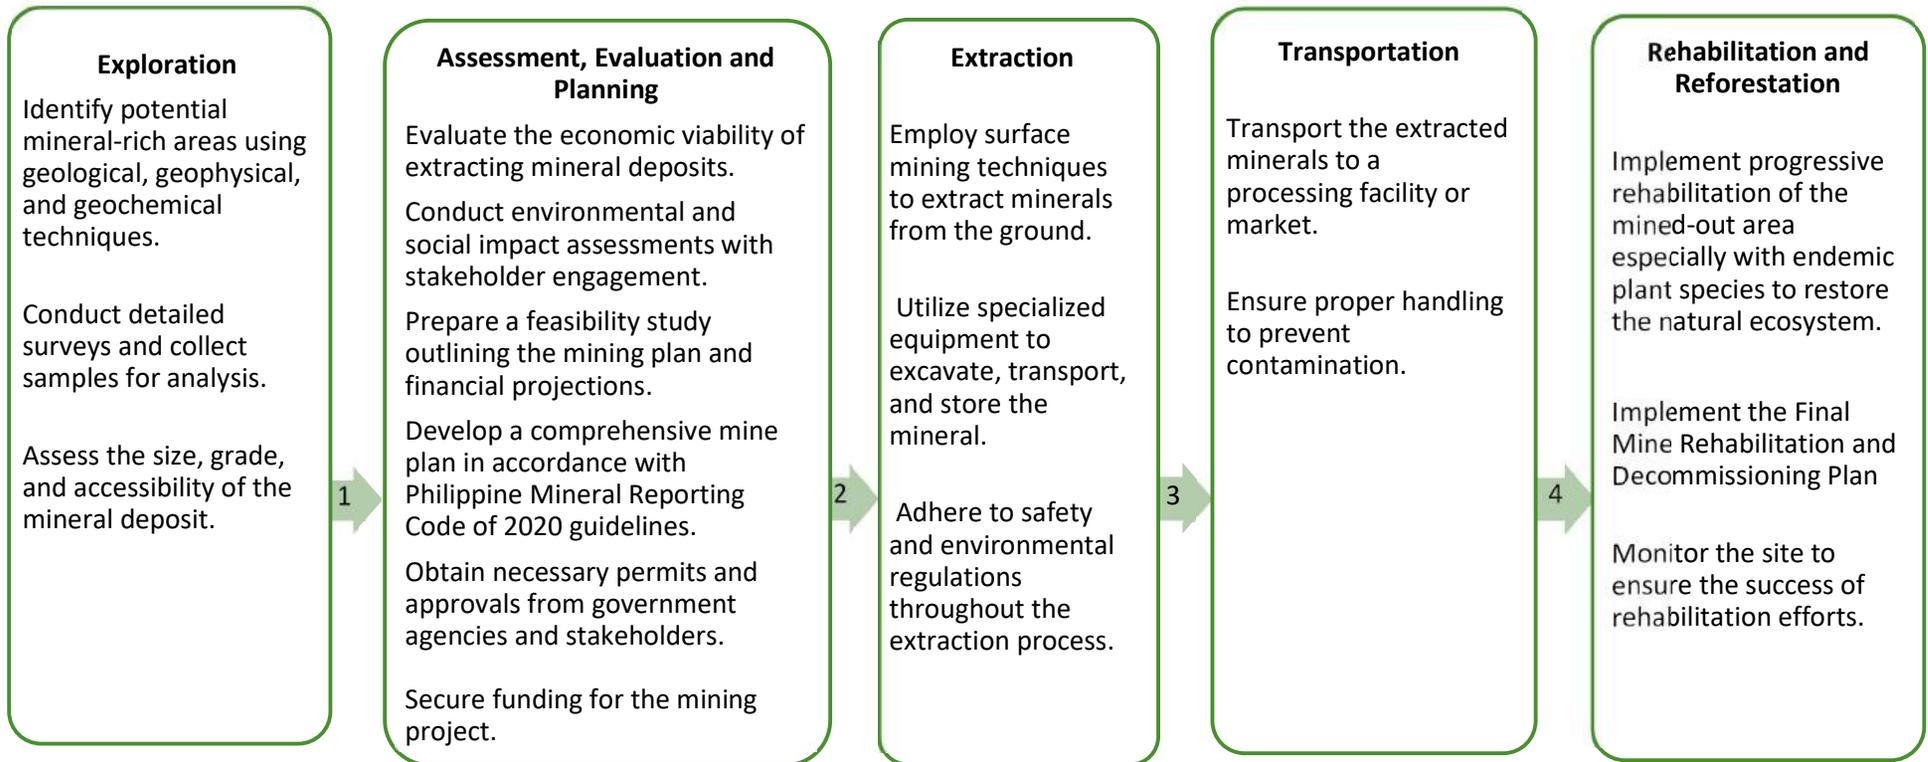 Exploration
Identify potential
mineral-rich areas using
geological, geophysical,
and geochemical
techniques.
Conduct detailed
surveys and collect
samples for analysis.
Assess the size, grade,
and accessibility of the
mineral deposit.
1
Assessment, Evaluation and
Planning
Evaluate the economic viability of
extracting mineral deposits.
Conduct environmental and
social impact assessments with
stakeholder engagement.
Prepare a feasibility study
outlining the mining plan and
financial projections.
Develop a comprehensive mine
plan in accordance with
Philippine Mineral Reporting
Code of 2020 guidelines.
Obtain necessary permits and
approvals from government
agencies and stakeholders.
Secure funding for the mining
project.
2
Extraction
Employ surface
mining techniques
to extract minerals
from the ground.
Utilize specialized
equipment to
excavate, transport,
and store the
mineral.
Adhere to safety
and environmental
regulations
throughout the
extraction process.
3
Transportation
Transport the extracted
minerals to a
processing facility or
market.
Ensure proper handling
to prevent
contamination.
4
Rehabilitation and
Reforestation
Implement progressive
rehabilitation of the
mined-out area
especially with endemic
plant species to restore
the natural ecosystem.
Implement the Final
Mine Rehabilitation and
Decommissioning Plan
Monitor the site to
ensure the success of
rehabilitation efforts.